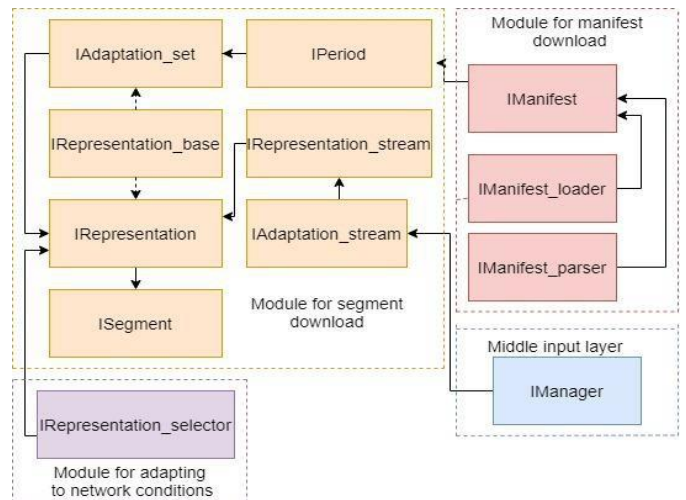 Module for manifest
download
IAdaptation_set
IPeriod
IManifest
IRepresentation_base
IRepresentation_stream
IManifest_loader
IRepresentation
IAdaptation_stream
IManifest_parser
ISegment
Module for segment
download
Middle input layer
IManager
IRepresentation_selector
Module for adapting
to network conditions